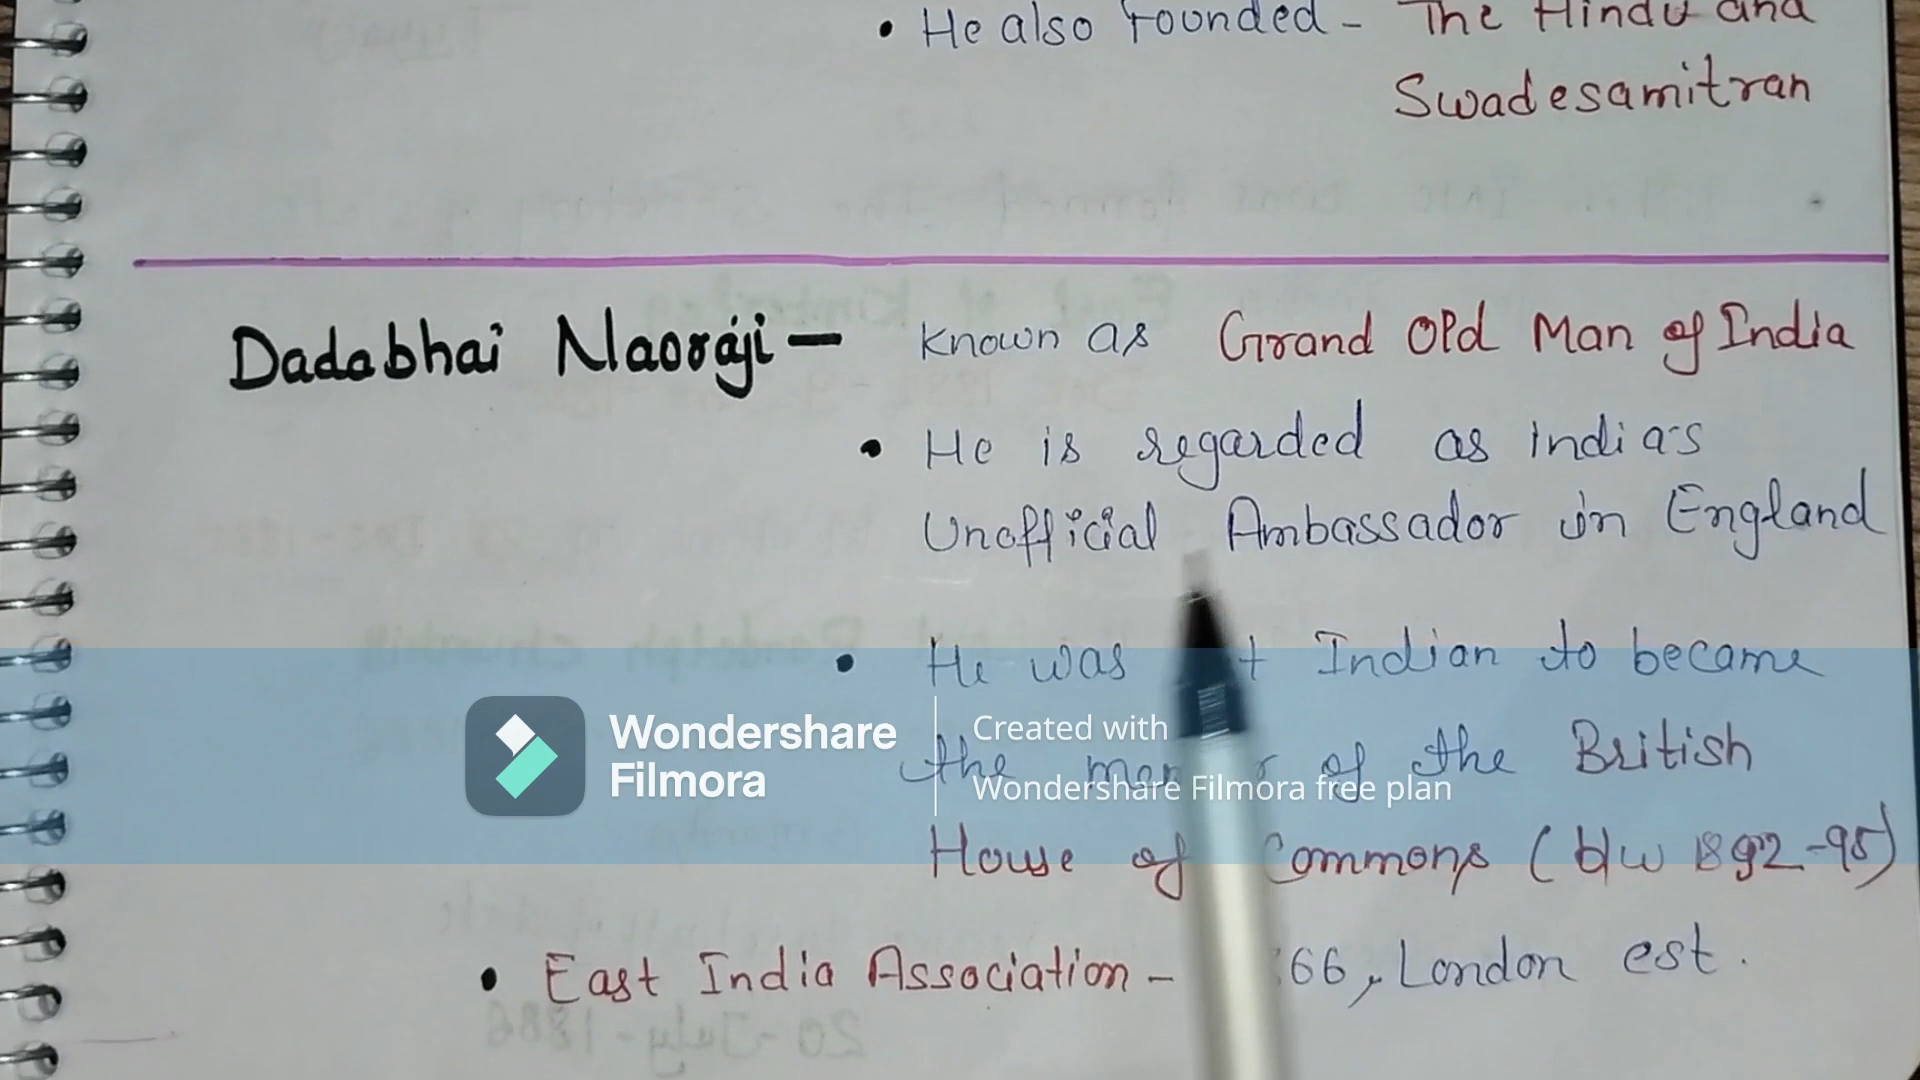 • He also Founded - The Hindu and
Swadesamitran
Dadabhai Naoroji — Known as Grand Old Man of India
• He is regarded as India's
Unofficial Ambassador in England
• He was Indian to became
the of the British
House of Commons (b/w 1892-95)
• East India Association - 66, London est.
Wondershare
Filmora
Created with
Wondershare Filmora free plan